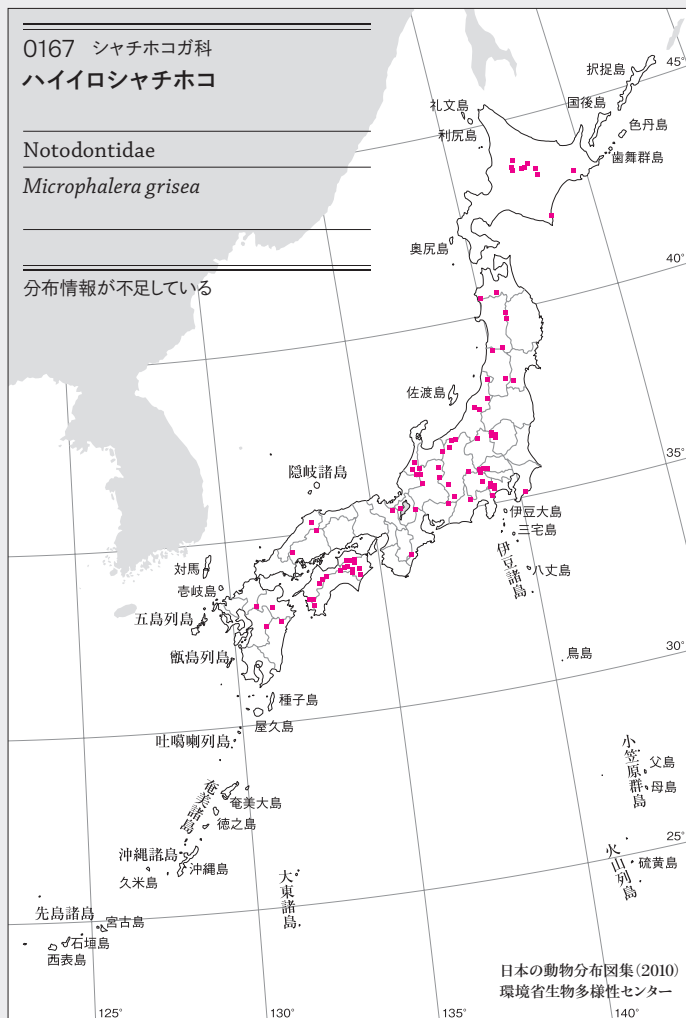 0167 シャチホコガ科
ハイイロシャチホコ
Notodontidae
Microphalera grisea
分布情報が不足している
択捉島
45°
礼文島
国後島
色丹島
利尻島
歯舞群島
奥尻島
40°
佐渡島
35°
隠岐諸島
伊豆大島
三宅島
伊豆諸島
八丈島
対馬
壱岐島
五島列島
甑島列島
鳥島
30°
種子島
屋久島
吐噶喇列島
小笠原群島
父島
母島
奄美諸島
奄美大島
徳之島
25°
沖縄諸島
沖縄島
久米島
火山列島
硫黄島
大東諸島
先島諸島
宮古島
石垣島
西表島
日本の動物分布図集(2010)
環境省生物多様性センター
125°
130°
135°
140°